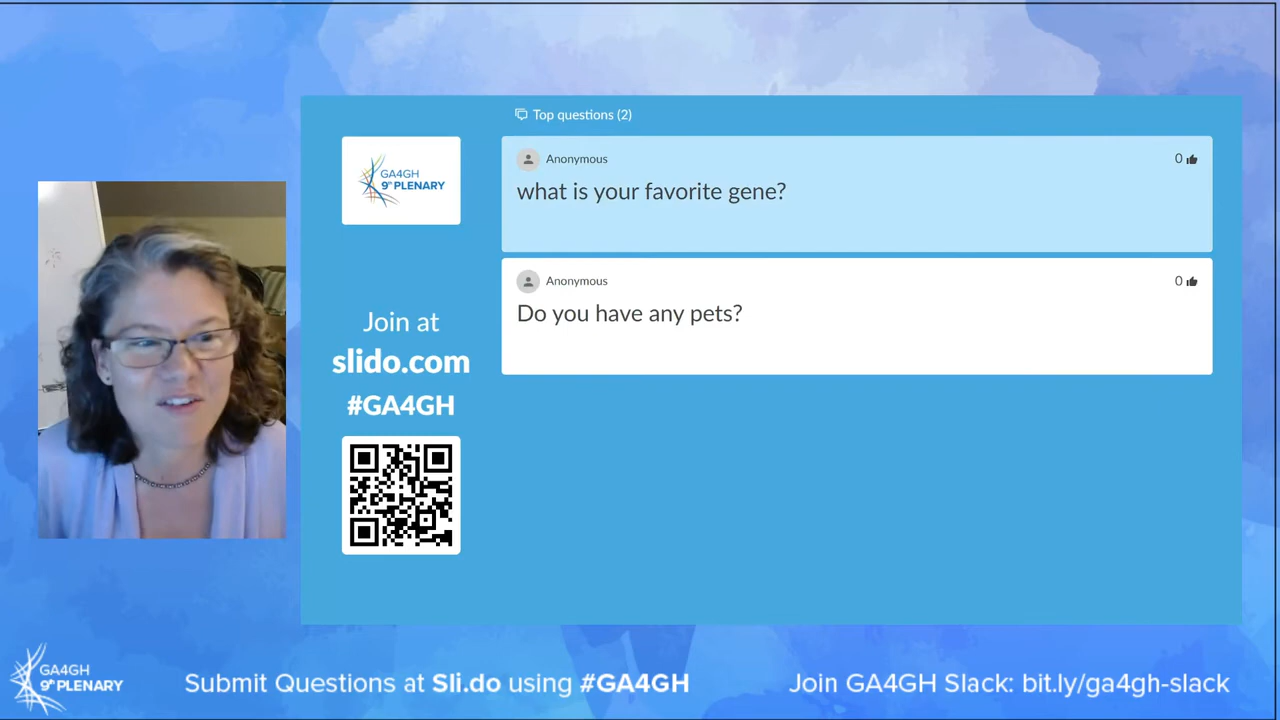 Top questions (2)
Anonymous
0
what is your favorite gene?
Anonymous
0
Do you have any pets?
GA4GH
9th PLENARY
Join at
slido.com
#GA4GH
GA4GH
9th PLENARY
Submit Questions at Sli.do using #GA4GH
Join GA4GH Slack: bit.ly/ga4gh-slack